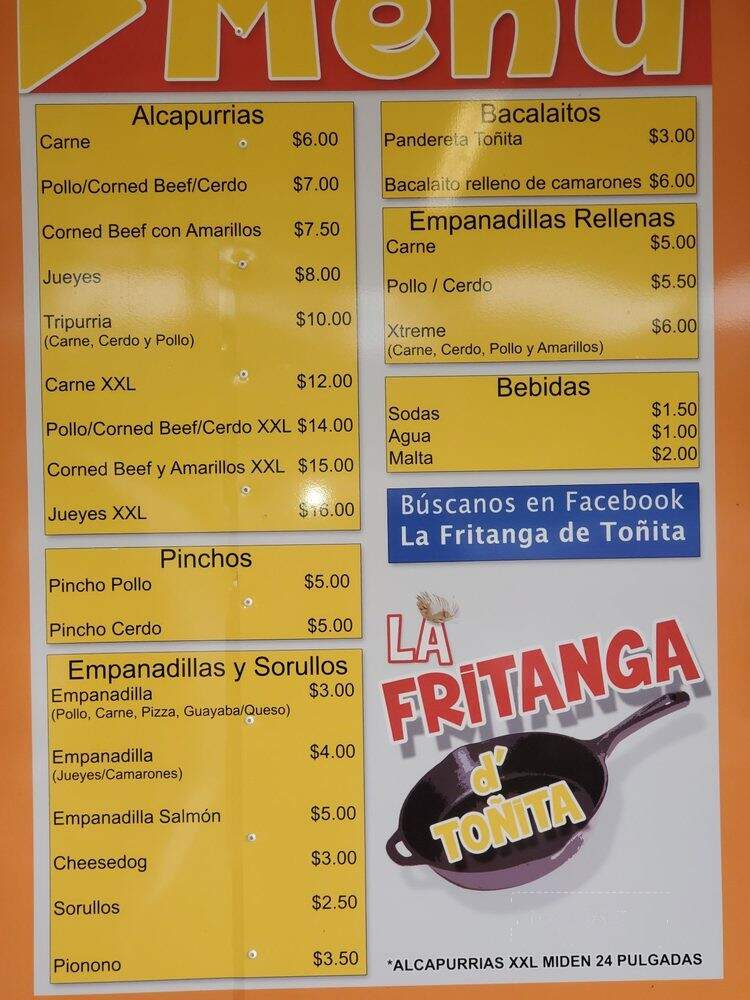 Menú
Alcapurrias
Carne $6.00
Pollo/Corned Beef/Cerdo $7.00
Corned Beef con Amarillos $7.50
Jueyes $8.00
Tripurria $10.00
(Carne, Cerdo y Pollo)
Carne XXL $12.00
Pollo/Corned Beef/Cerdo XXL $14.00
Corned Beef y Amarillos XXL $15.00
Jueyes XXL $16.00
Pinchos
Pincho Pollo $5.00
Pincho Cerdo $5.00
Empanadillas y Sorullos
Empanadilla $3.00
(Pollo, Carne, Pizza, Guayaba/Queso)
Empanadilla $4.00
(Jueyes/Camarones)
Empanadilla Salmón $5.00
Cheesedog $3.00
Sorullos $2.50
Pionono $3.50
Bacalaitos
Pandereta Toñita $3.00
Bacalaito relleno de camarones $6.00
Empanadillas Rellenas
Carne $5.00
Pollo / Cerdo $5.50
Xtreme $6.00
(Carne, Cerdo, Pollo y Amarillos)
Bebidas
Sodas $1.50
Agua $1.00
Malta $2.00
Búscanos en Facebook
La Fritanga de Toñita
LA
FRITANGA
d'
TOÑITA
*ALCAPURRIAS XXL MIDEN 24 PULGADAS